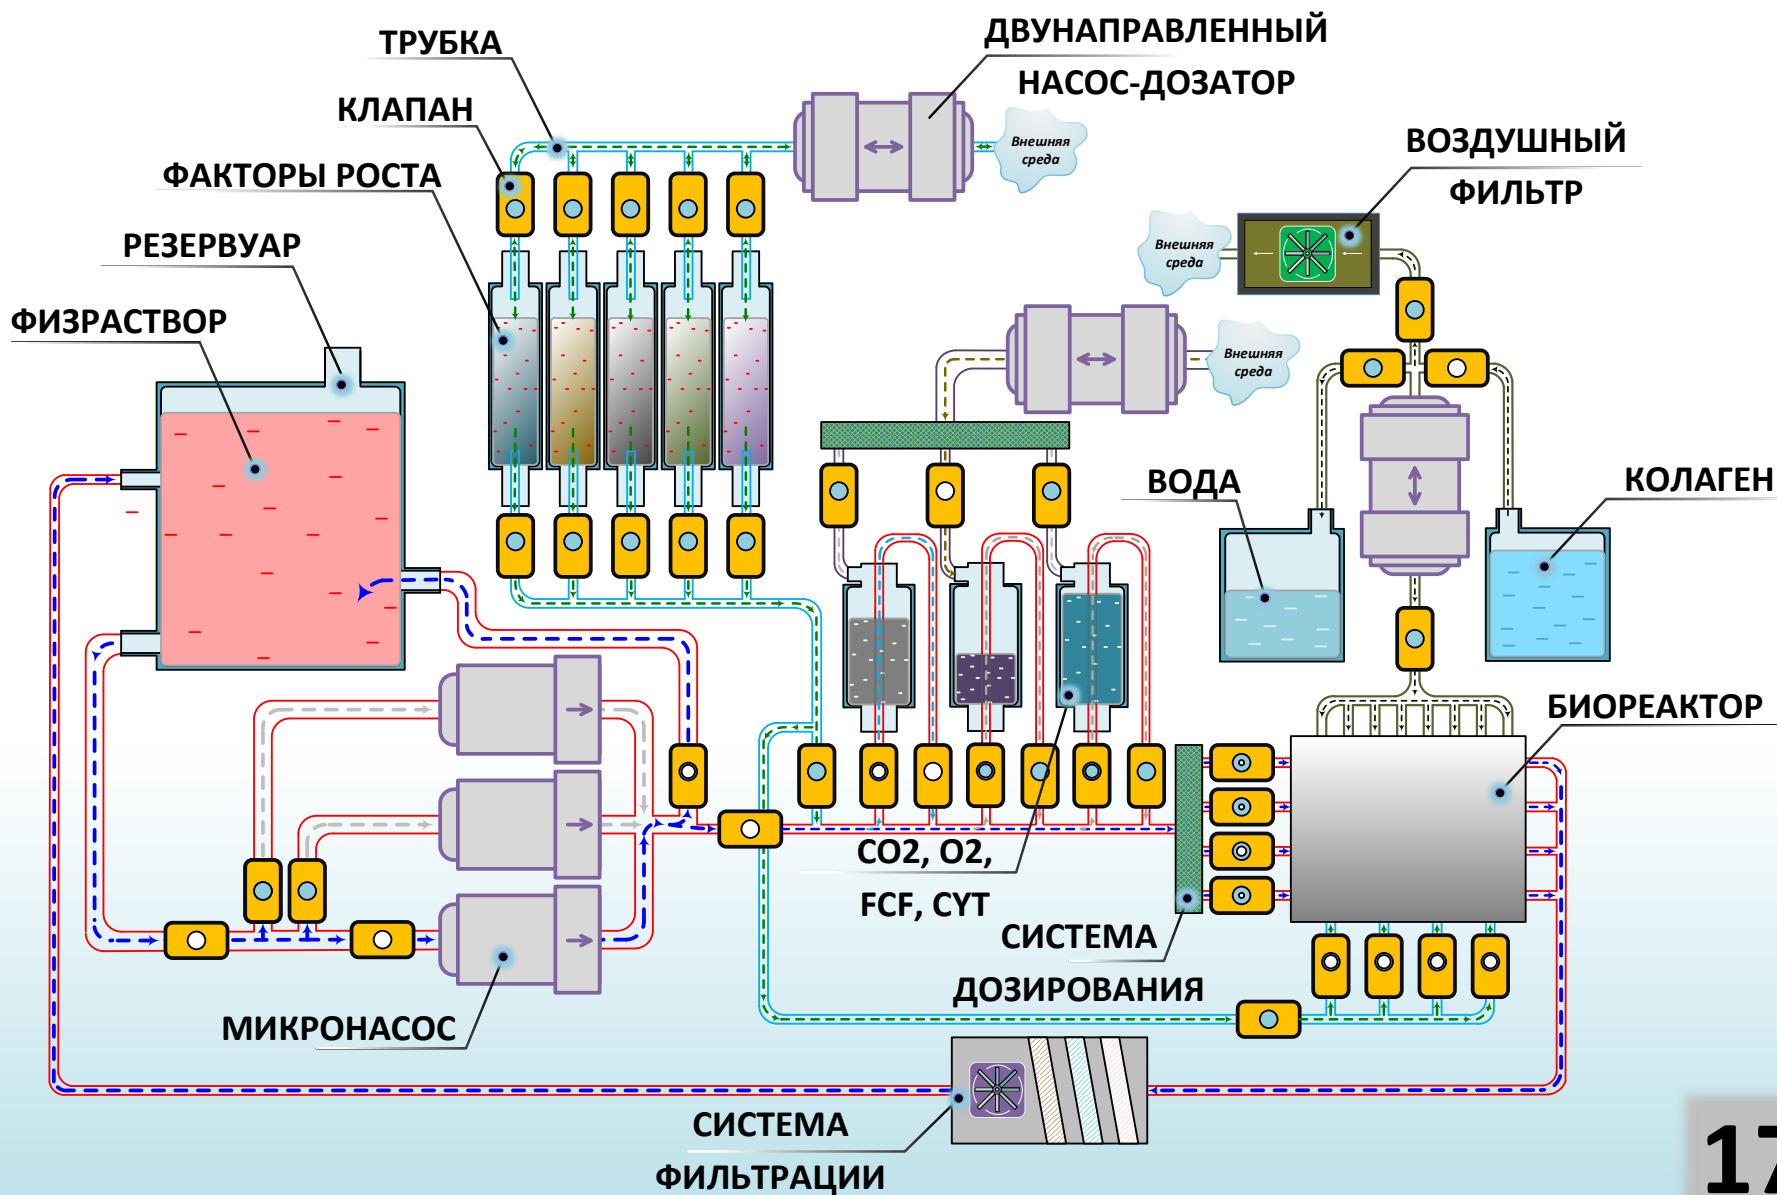 ТРУБКА
ДВУНАПРАВЛЕННЫЙ
НАСОС-ДОЗАТОР
КЛАПАН
Внешняя
среда
ВОЗДУШНЫЙ
ФИЛЬТР
ФАКТОРЫ РОСТА
РЕЗЕРВУАР
Внешняя
среда
ФИЗРАСТВОР
Внешняя
среда
ВОДА
КОЛАГЕН
БИОРЕАКТОР
CO2, O2,
FCF, CYT
СИСТЕМА
ДОЗИРОВАНИЯ
МИКРОНАСОС
СИСТЕМА
ФИЛЬТРАЦИИ
17